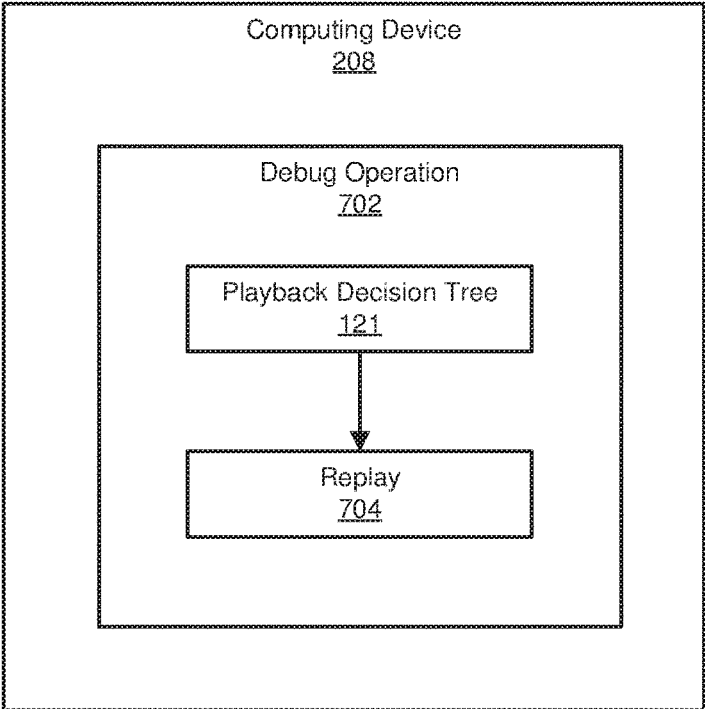 Computing Device
208
Debug Operation
702
Playback Decision Tree
121
Replay
704